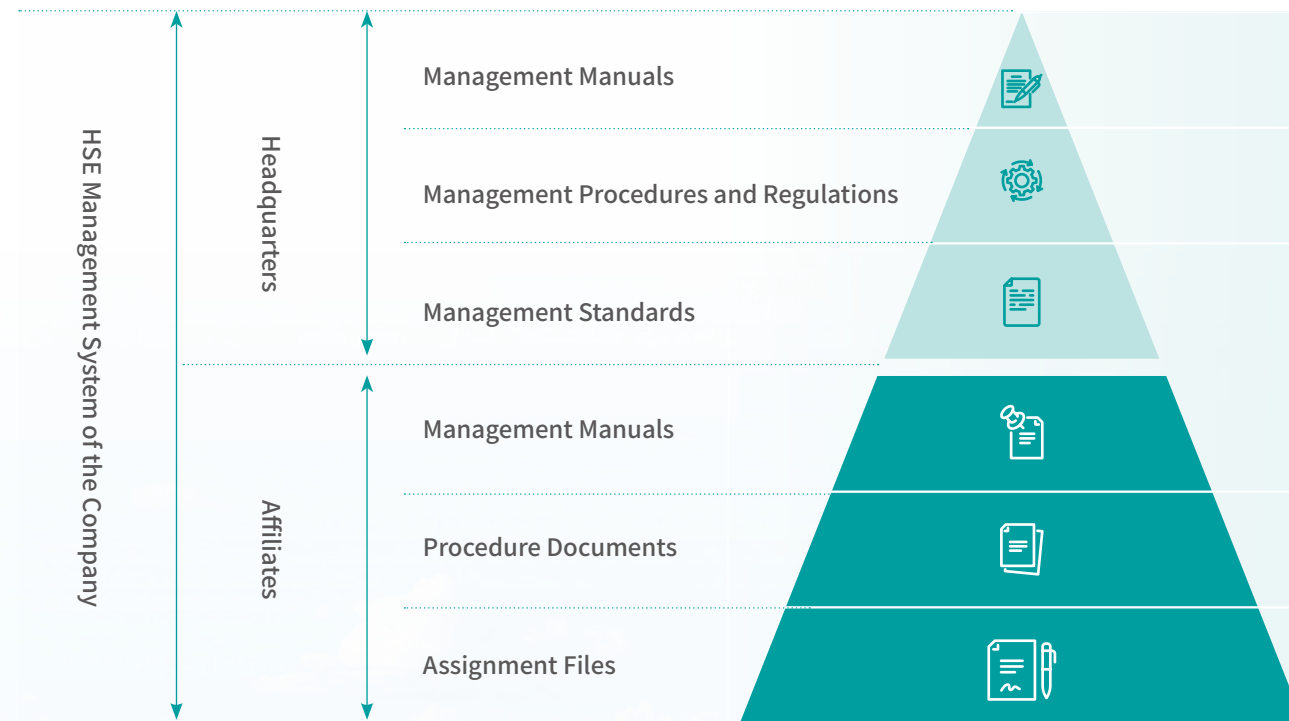 HSE Management System of the Company
Headquarters
Management Manuals
Management Procedures and Regulations
Management Standards
Affiliates
Management Manuals
Procedure Documents
Assignment Files